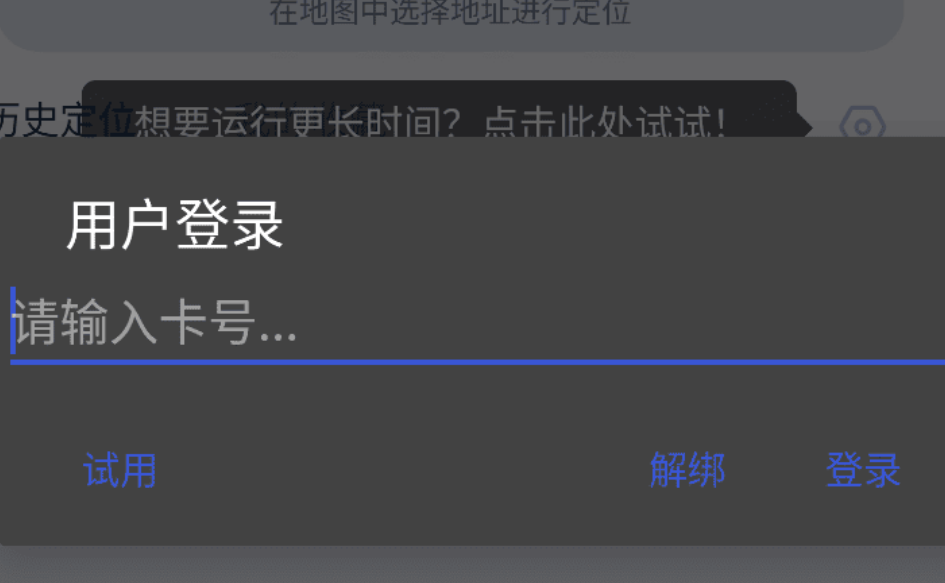 在地图中选择地址进行定位
历史定位
想要运行更长时间？点击此处试试！
用户登录
请输入卡号...
试用 解绑 登录